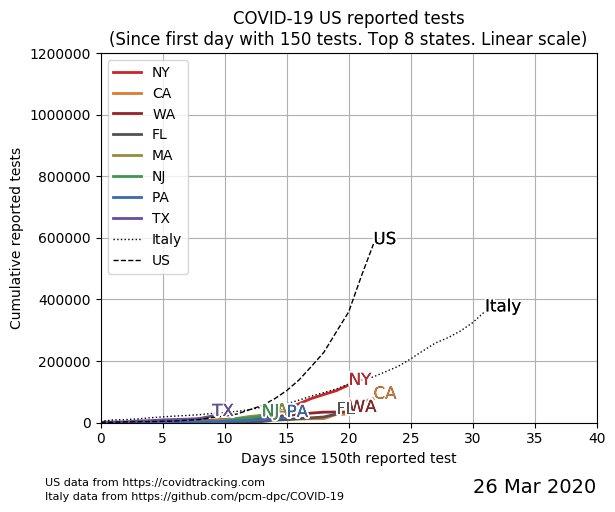 COVID-19 US reported tests
(Since first day with 150 tests. Top 8 states. Linear scale)
1200000
1000000
800000
600000
400000
200000
0
Cumulative reported tests
NY
CA
WA
FL
MA
NJ
PA
TX
Italy
US
US
Italy
NY
CA
TX
NJ
A
PA
FL
WA
0 5 10 15 20 25 30 35 40
Days since 150th reported test
US data from https://covidtracking.com
Italy data from https://github.com/pcm-dpc/COVID-19
26 Mar 2020